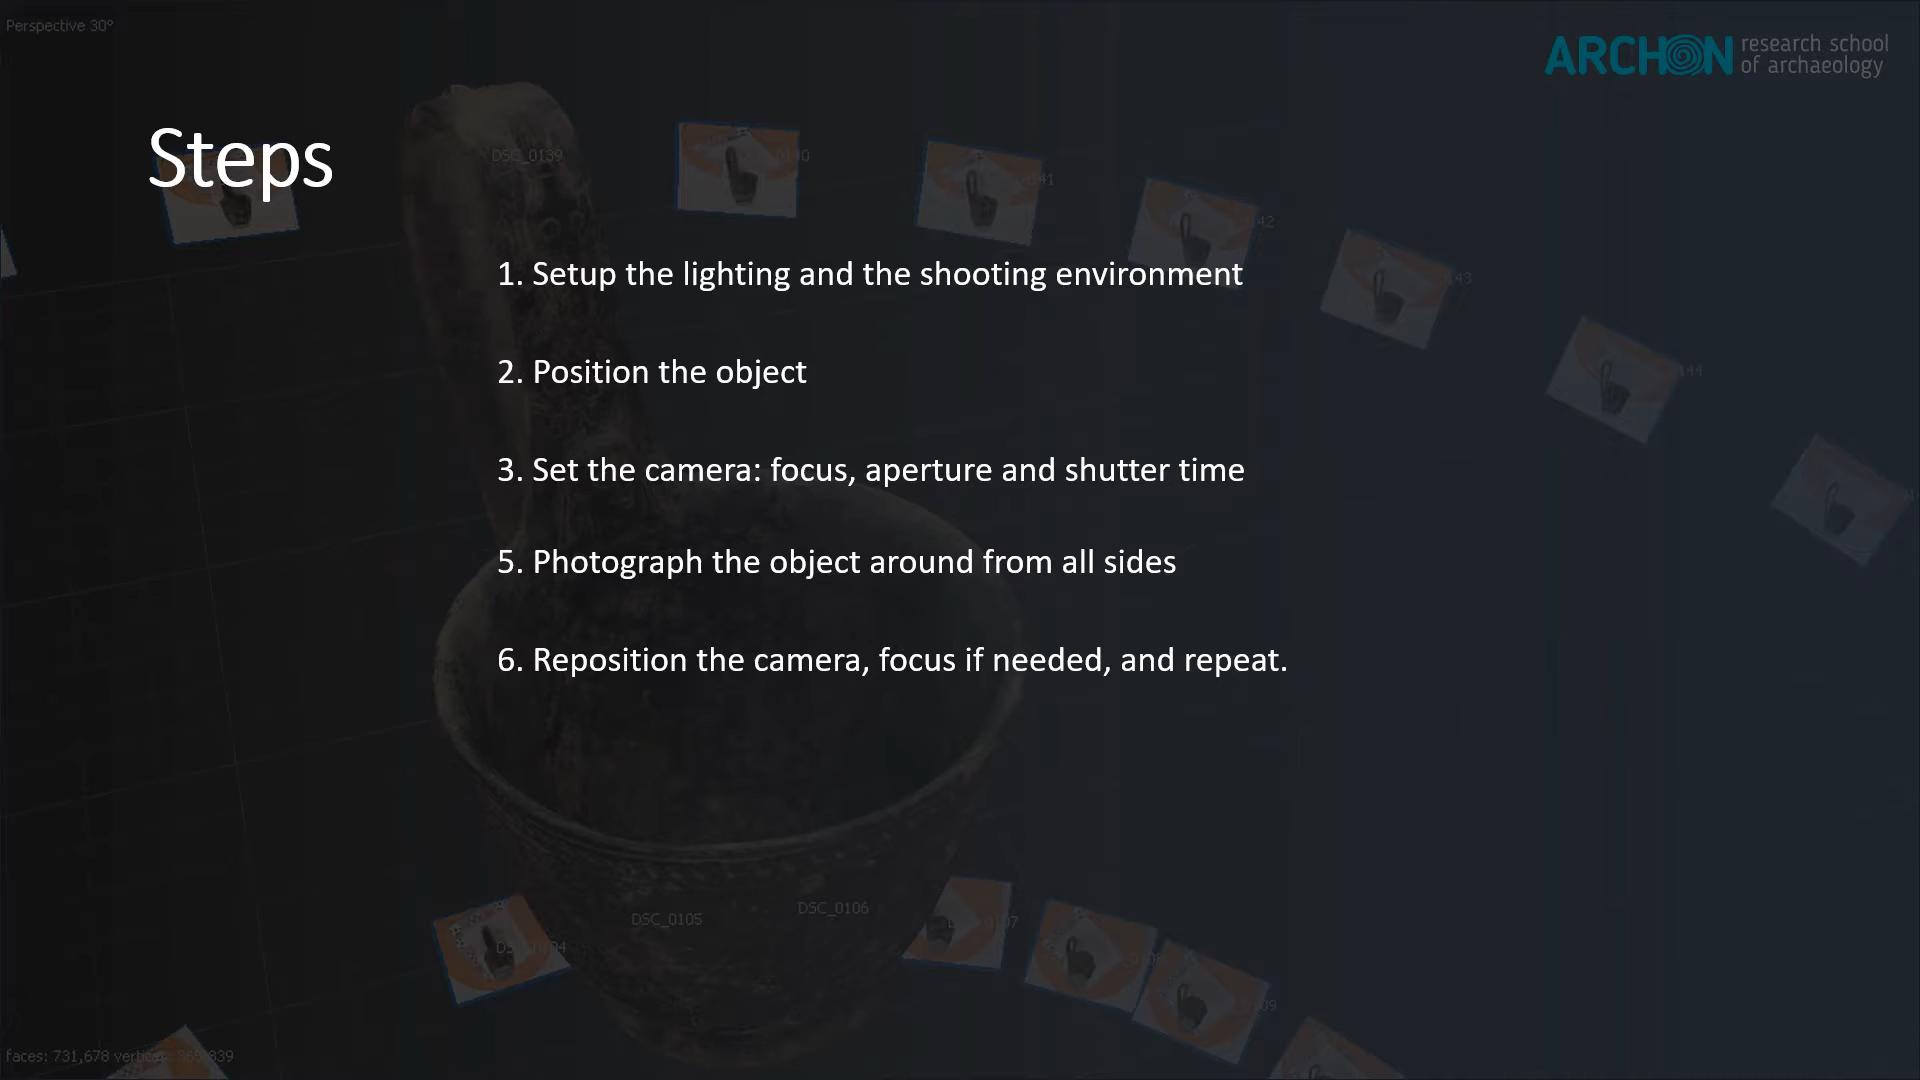 Perspective 30°
ARCHON research school
of archaeology
Steps
DSC_0139
1. Setup the lighting and the shooting environment
2. Position the object
3. Set the camera: focus, aperture and shutter time
5. Photograph the object around from all sides
6. Reposition the camera, focus if needed, and repeat.
DSC_0105
DSC_0106
faces: 731,678